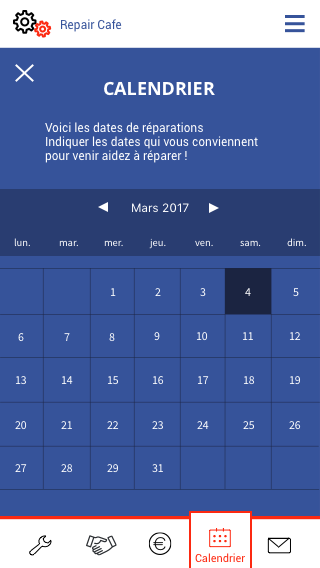 Repair Cafe
CALENDRIER
Voici les dates de réparations
Indiquer les dates qui vous conviennent
pour venir aidez à réparer !
Mars 2017
lun. mar. mer. jeu. ven. sam. dim.
1 2 3 4 5
6 7 8 9 10 11 12
13 14 15 16 17 18 19
20 21 22 23 24 25 26
27 28 29 31
€
Calendrier